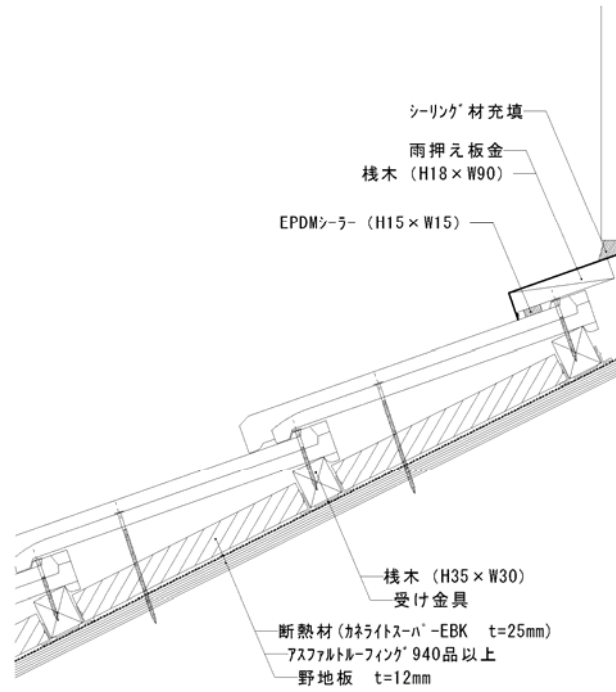 シーリング材充填
雨押え板金
桟木（H18×W90）
EPDMシーラー（H15×W15）
桟木（H35×W30）
受け金具
断熱材（カネライトスーパーEBK t=25mm）
アスファルトルーフィング940品以上
野地板 t=12mm